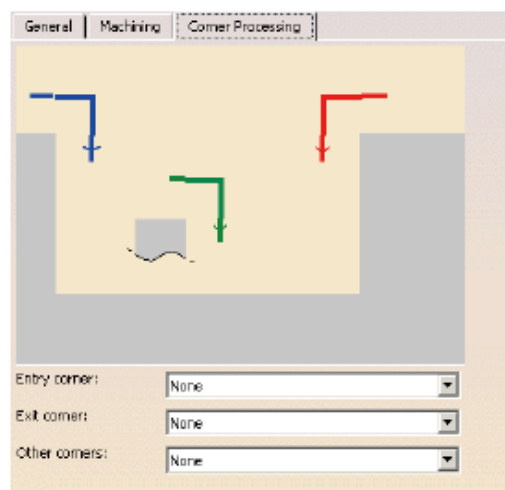 General Machining Corner Processing
Entry corner: None
Exit corner: None
Other corners: None